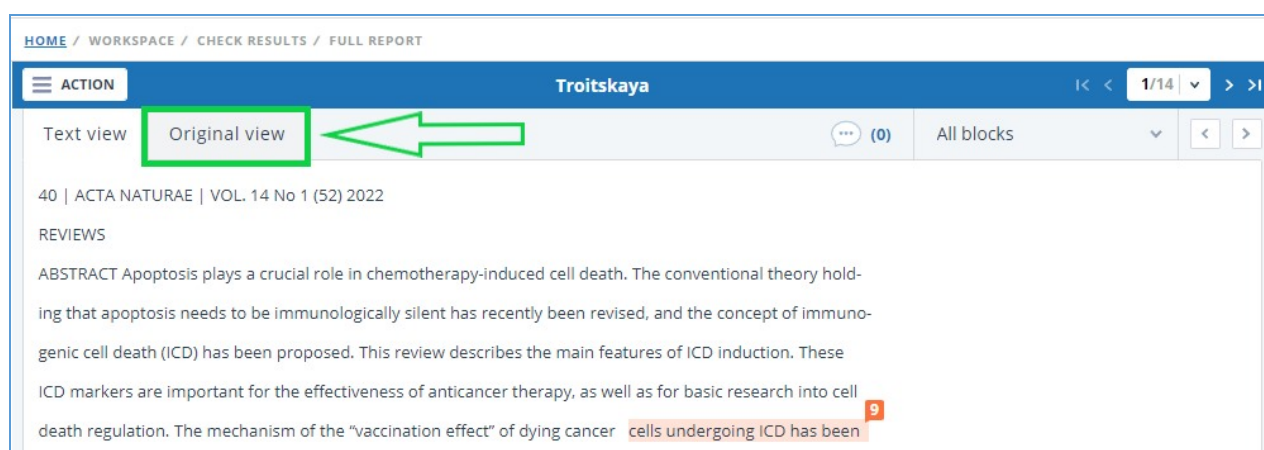 HOME / WORKSPACE / CHECK RESULTS / FULL REPORT
ACTION Troitskaya 1/14
Text view Original view (0) All blocks
40 | ACTA NATURAE | VOL. 14 No 1 (52) 2022
REVIEWS
ABSTRACT Apoptosis plays a crucial role in chemotherapy-induced cell death. The conventional theory hold-
ing that apoptosis needs to be immunologically silent has recently been revised, and the concept of immuno-
genic cell death (ICD) has been proposed. This review describes the main features of ICD induction. These
ICD markers are important for the effectiveness of anticancer therapy, as well as for basic research into cell
9
death regulation. The mechanism of the “vaccination effect” of dying cancer cells undergoing ICD has been